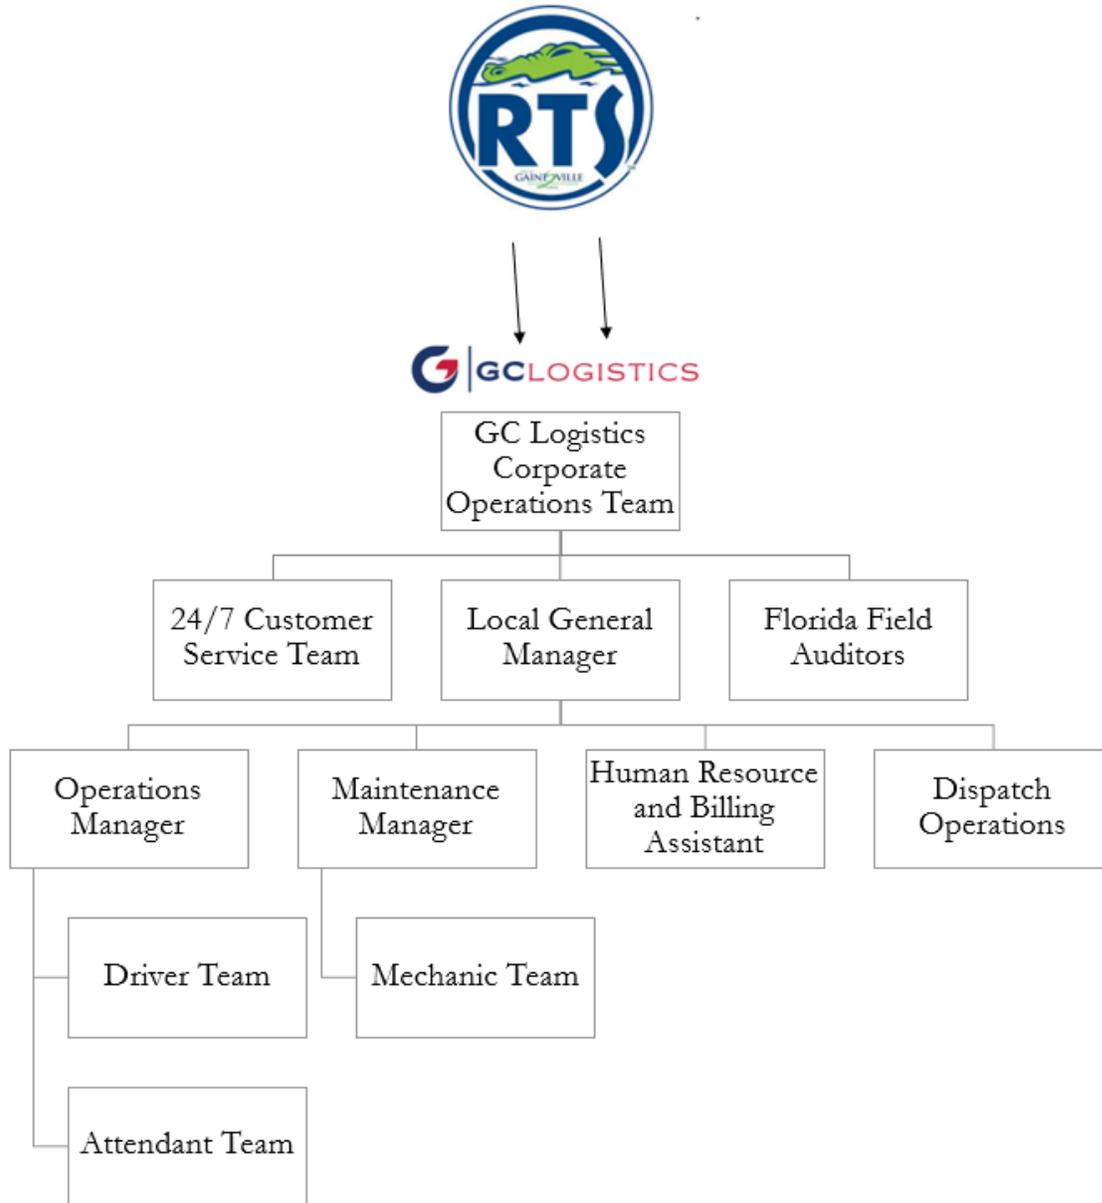 RTS
GAINESVILLE
GCLOGISTICS
GC Logistics
Corporate
Operations Team
24/7 Customer
Service Team
Local General
Manager
Florida Field
Auditors
Operations
Manager
Maintenance
Manager
Human Resource
and Billing
Assistant
Dispatch
Operations
Driver Team
Mechanic Team
Attendant Team